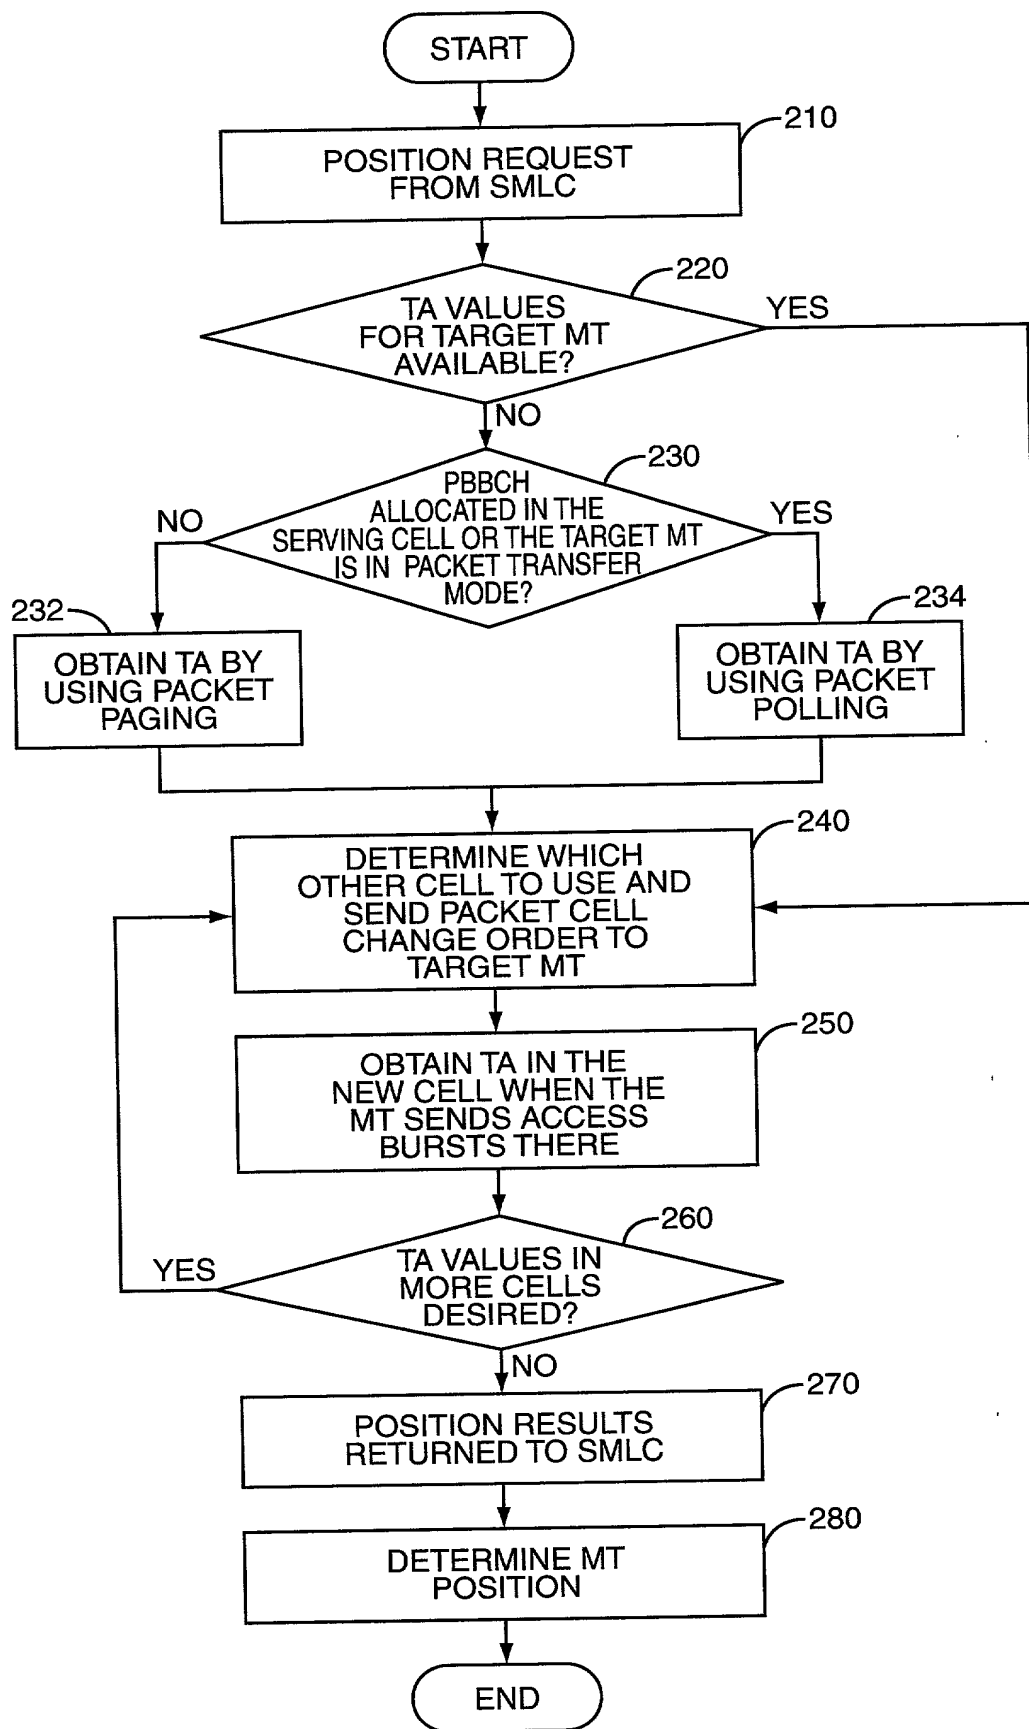 START
210
POSITION REQUEST
FROM SMLC
220
TA VALUES
FOR TARGET MT
AVAILABLE?
YES
NO
230
PBBCH
ALLOCATED IN THE
SERVING CELL OR THE TARGET MT
IS IN PACKET TRANSFER
MODE?
NO
YES
232
OBTAIN TA BY
USING PACKET
PAGING
234
OBTAIN TA BY
USING PACKET
POLLING
240
DETERMINE WHICH
OTHER CELL TO USE AND
SEND PACKET CELL
CHANGE ORDER TO
TARGET MT
250
OBTAIN TA IN THE
NEW CELL WHEN THE
MT SENDS ACCESS
BURSTS THERE
260
TA VALUES IN
MORE CELLS
DESIRED?
YES
NO
270
POSITION RESULTS
RETURNED TO SMLC
280
DETERMINE MT
POSITION
END